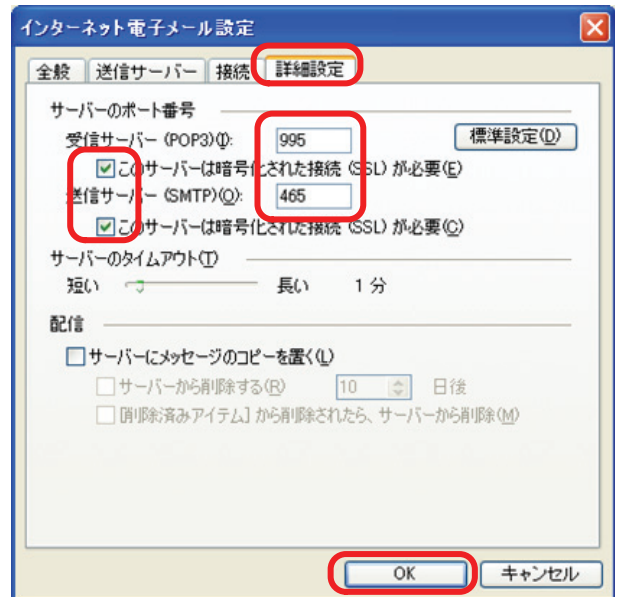 インターネット電子メール設定
全般 送信サーバー 接続 詳細設定
サーバーのポート番号
受信サーバー (POP3)(I): 995 標準設定(D)
このサーバーは暗号化された接続 (SSL) が必要(E)
送信サーバー (SMTP)(O): 465
このサーバーは暗号化された接続 (SSL) が必要(C)
サーバーのタイムアウト(T)
短い 長い 1 分
配信
サーバーにメッセージのコピーを置く(L)
サーバーから削除する(R) 10 日後
[削除済みアイテム] から削除されたら、サーバーから削除(M)
OK キャンセル